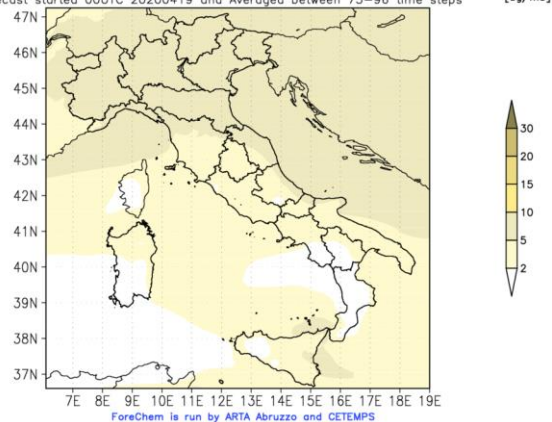 started 00UTC 20200419 and Averaged between 73–96 time steps
47N
46N
45N
44N
43N
42N
41N
40N
39N
38N
37N
30
20
15
10
5
2
7E 8E 9E 10E 11E 12E 13E 14E 15E 16E 17E 18E 19E
ForeChem is run by ARTA Abruzzo and CETEMPS